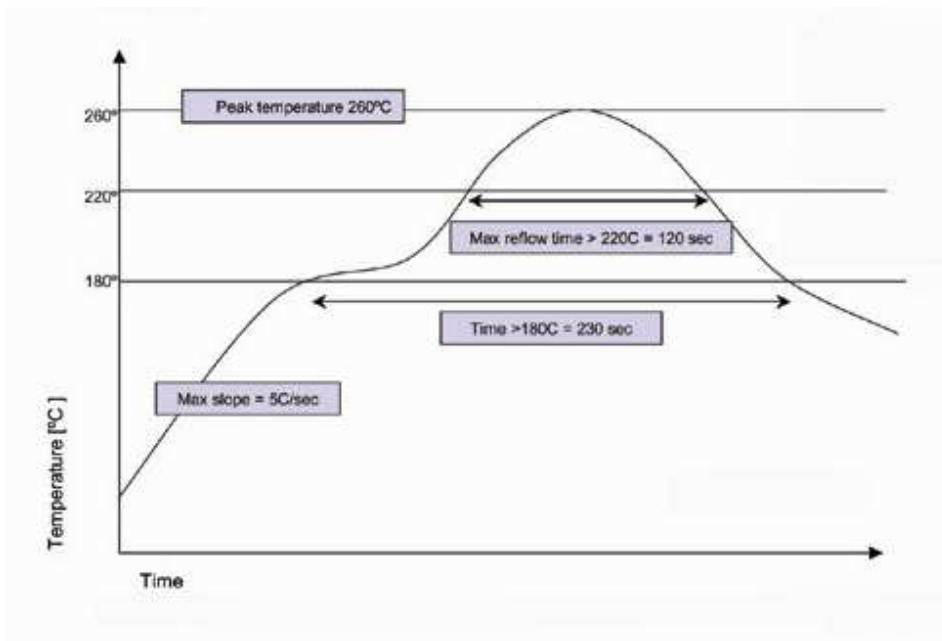 Peak temperature 260ºC
260º
220º
Max reflow time > 220C = 120 sec
180º
Time >180C = 230 sec
Max slope = 5C/sec
Temperature [ºC ]
Time